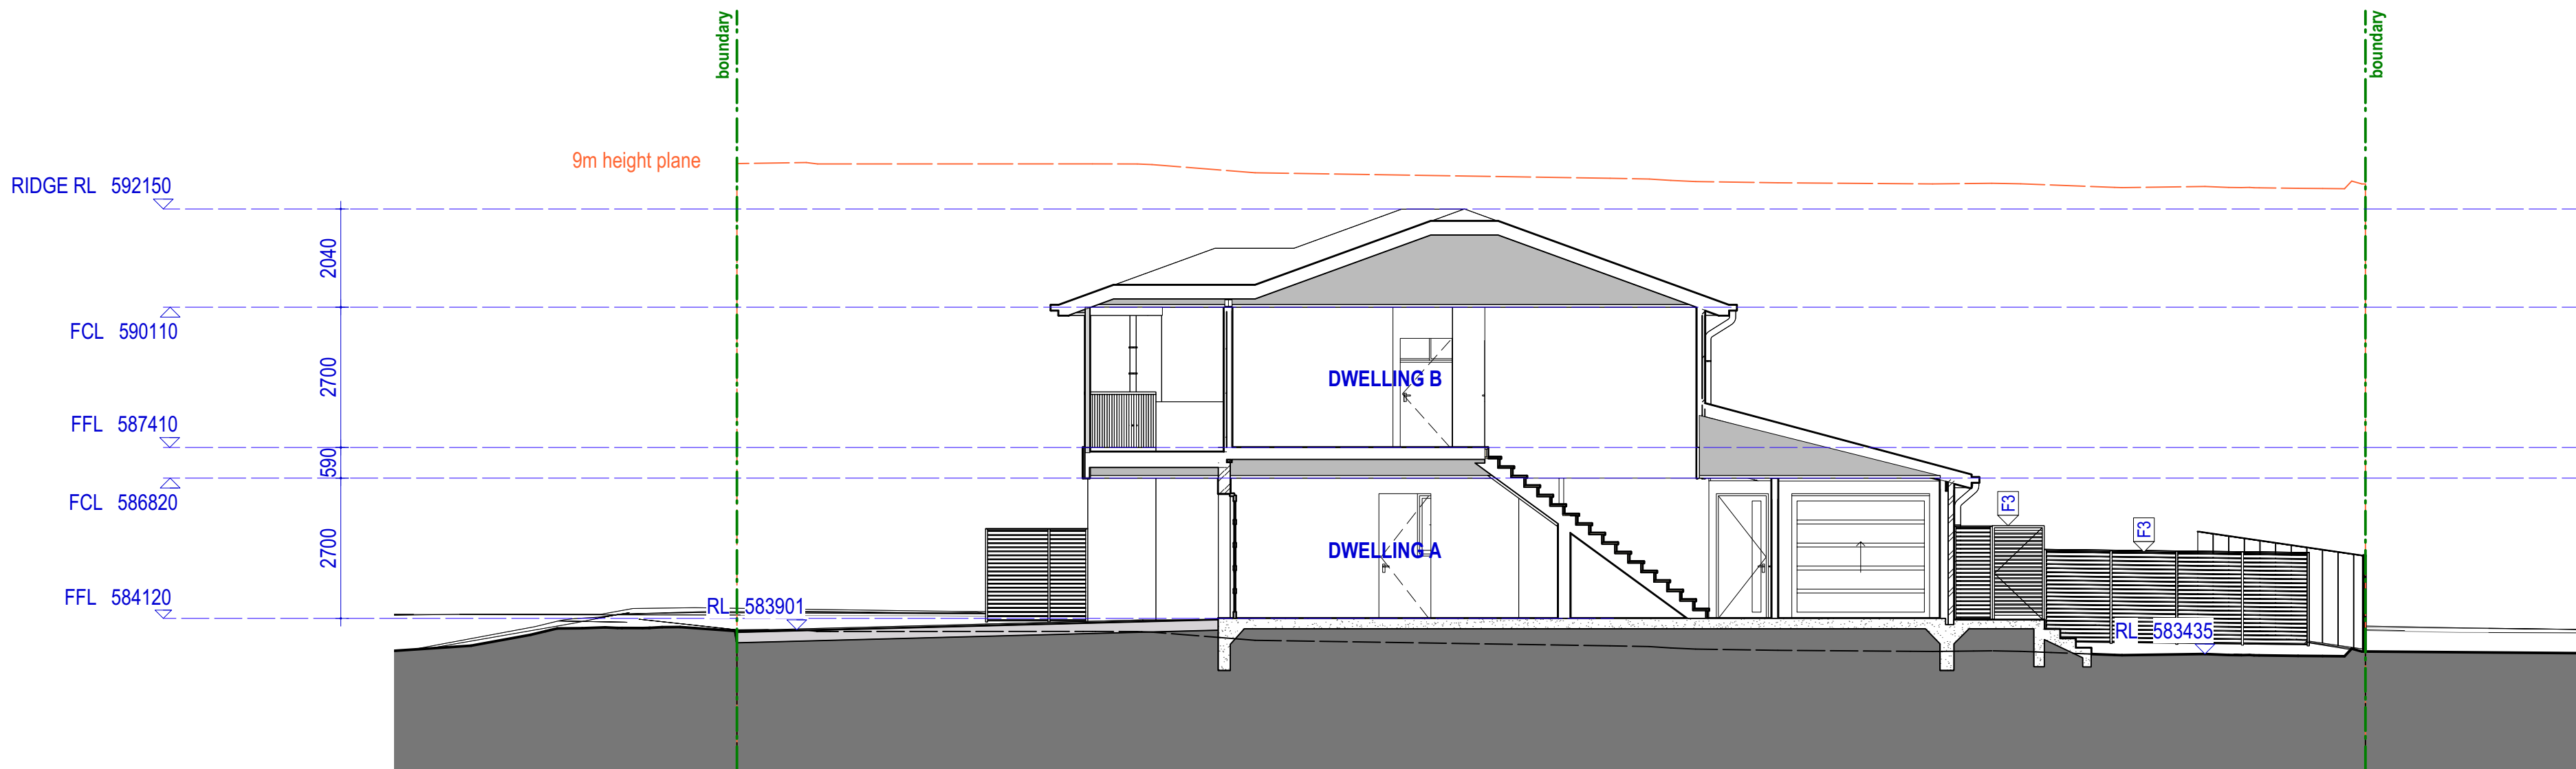 boundary
boundary
9m height plane
RIDGE RL 592150
2040
FCL 590110
2700
DWELLING B
FFL 587410
590
FCL 586820
F3
F3
2700
DWELLING A
FFL 584120
RL 583901
RL 583435